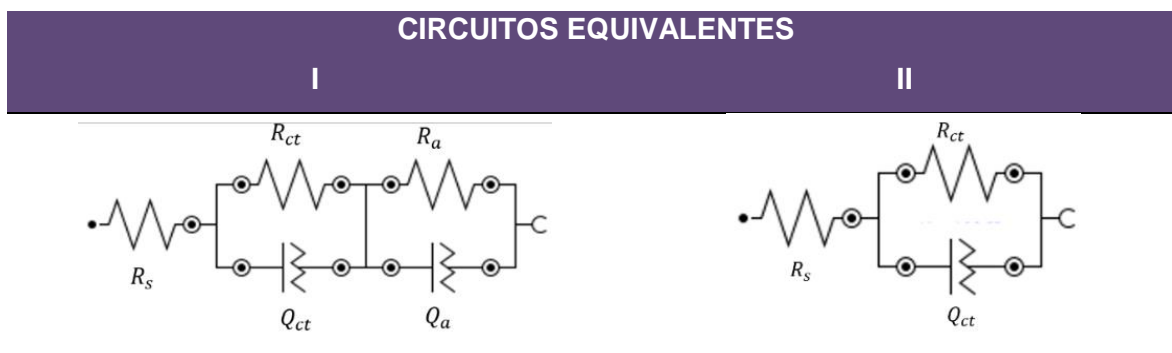 CIRCUITOS EQUIVALENTES
I II
R_ct R_a R_ct
R_s R_s
Q_ct Q_a Q_ct